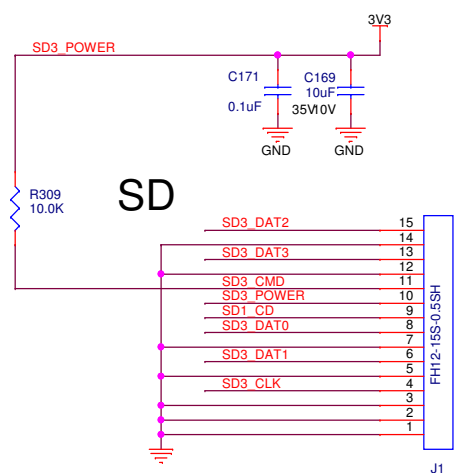 3V3
SD3_POWER
C171
C169
10uF
0.1uF
35V10V
GND
GND
R309
10.0K
SD
SD3_DAT2
15
14
SD3_DAT3
13
12
SD3_CMD
11
SD3_POWER
10
SD1_CD
9
SD3_DAT0
8
7
SD3_DAT1
6
5
SD3_CLK
4
3
2
1
FH12-15S-0.5SH
J1